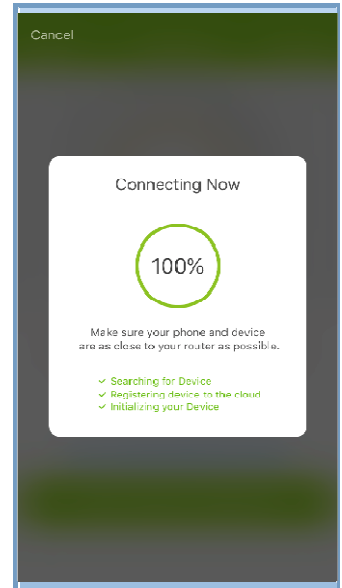 Cancel
Connecting Now
100%
Make sure your phone and device
are as close to your router as possible.
✓ Searching for Device
✓ Registering device to the cloud
✓ Initializing your Device